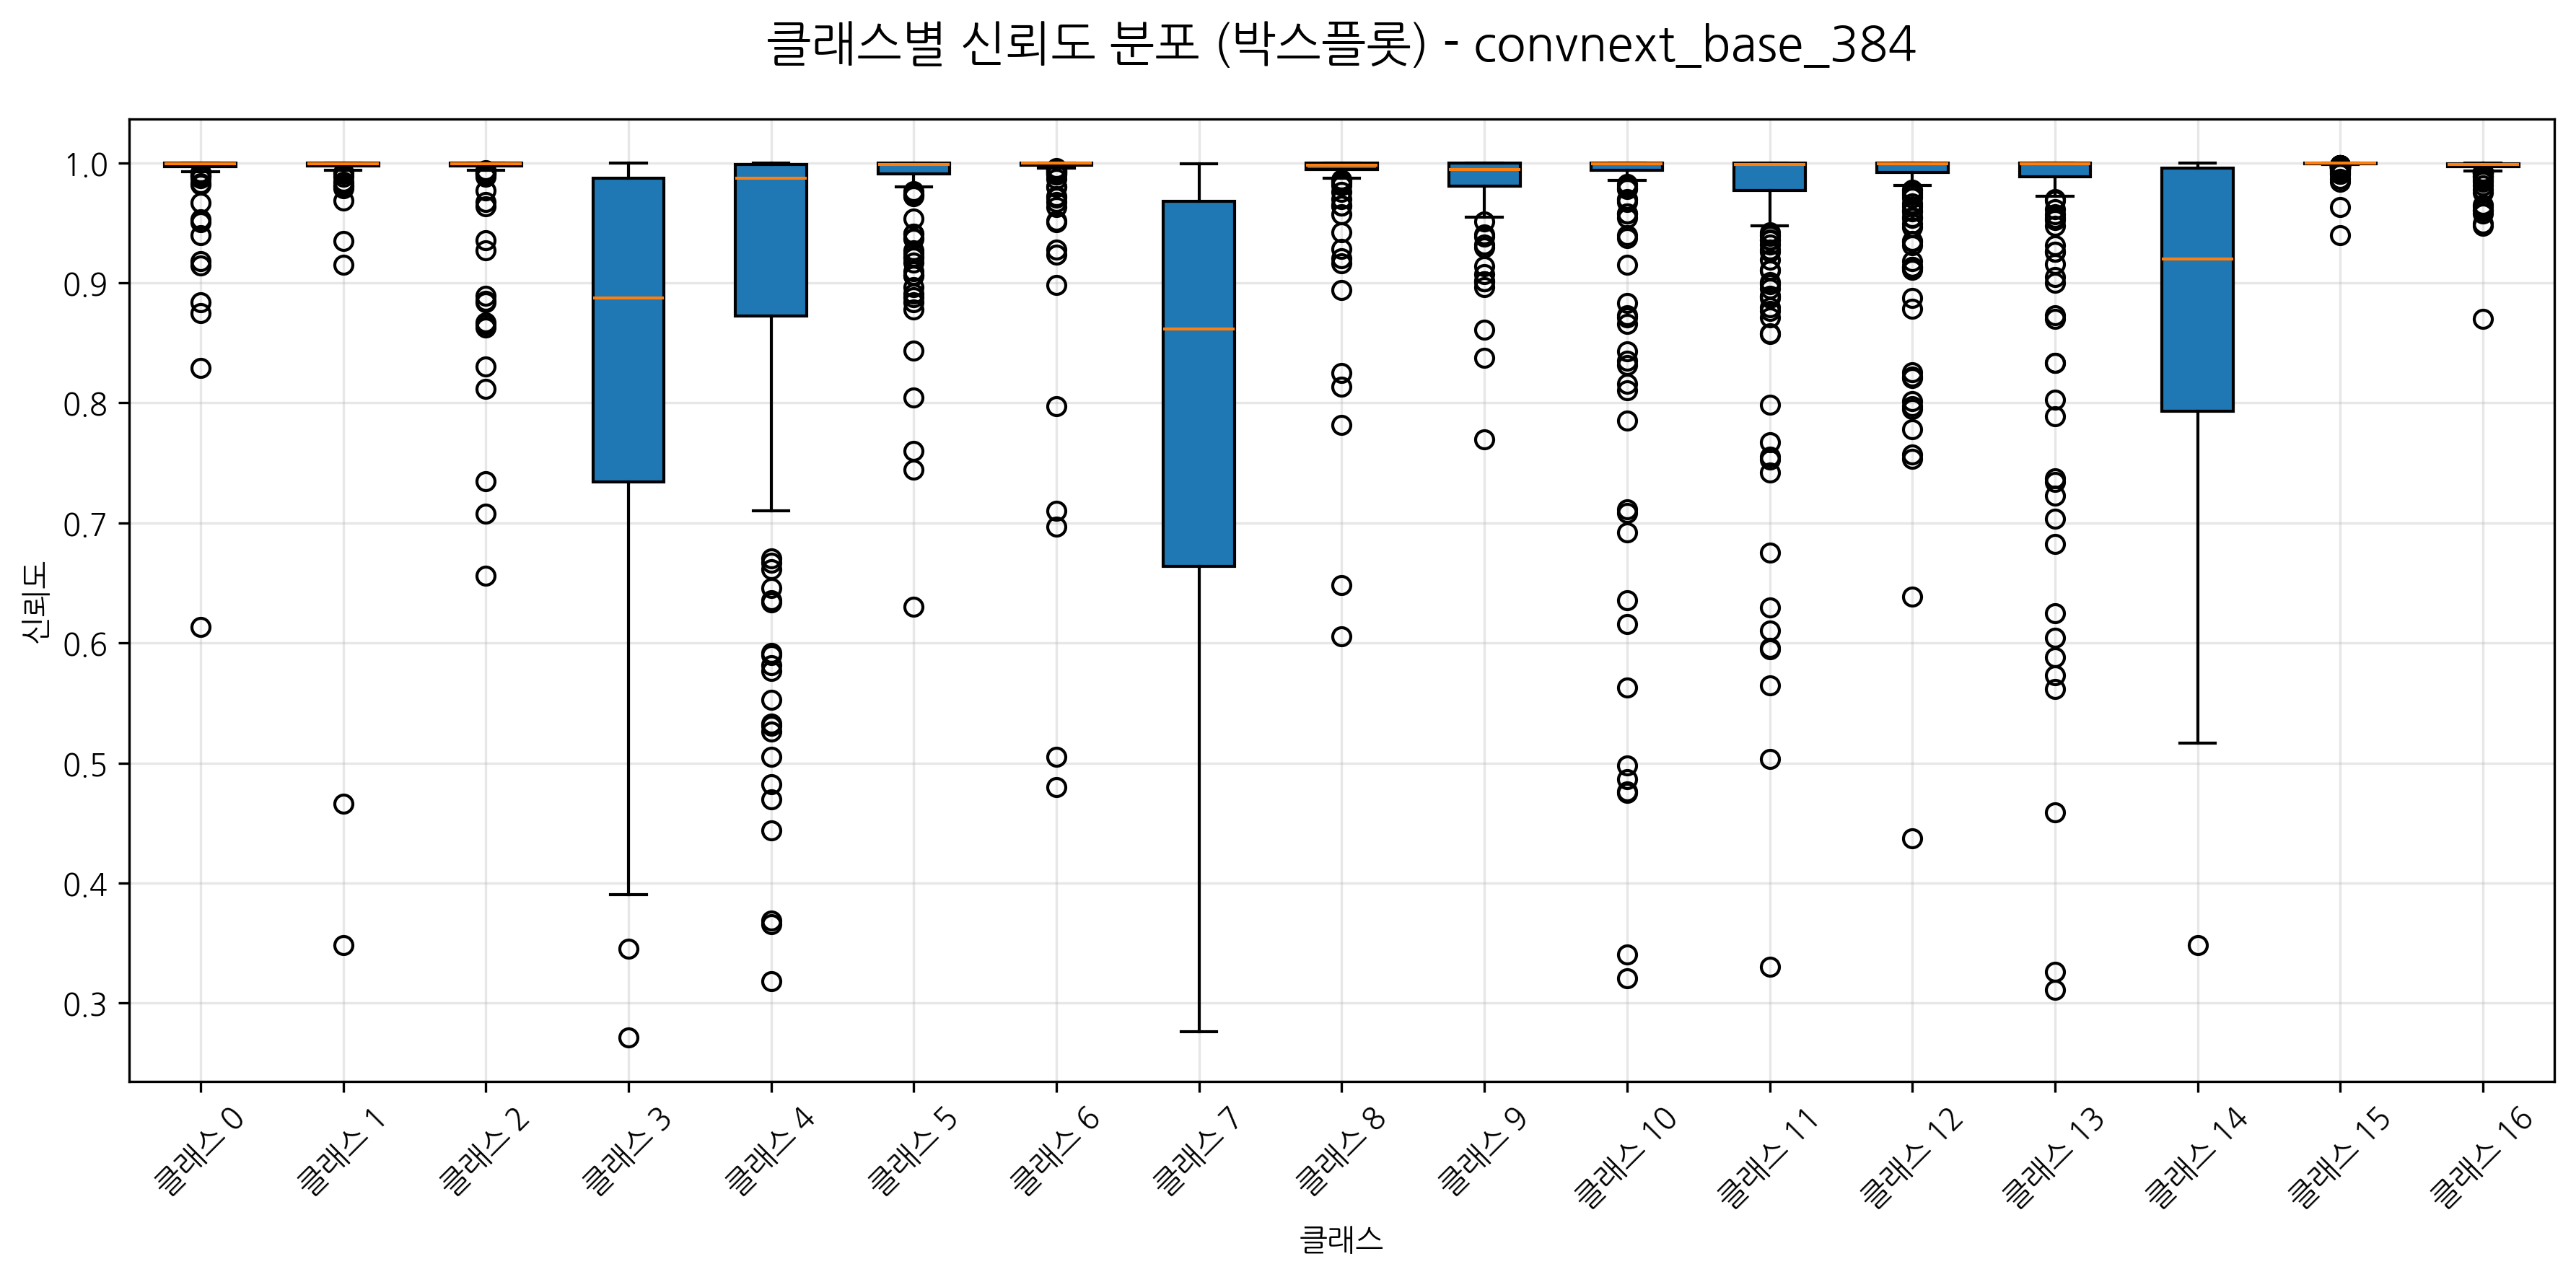 클래스별 신뢰도 분포 (박스플롯) - convnext_base_384
1.0
0.9
0.8
0.7
0.6
0.5
0.4
0.3
신뢰도
클래스 0
클래스 1
클래스 2
클래스 3
클래스 4
클래스 5
클래스 6
클래스 7
클래스 8
클래스 9
클래스 10
클래스 11
클래스 12
클래스 13
클래스 14
클래스 15
클래스 16
클래스